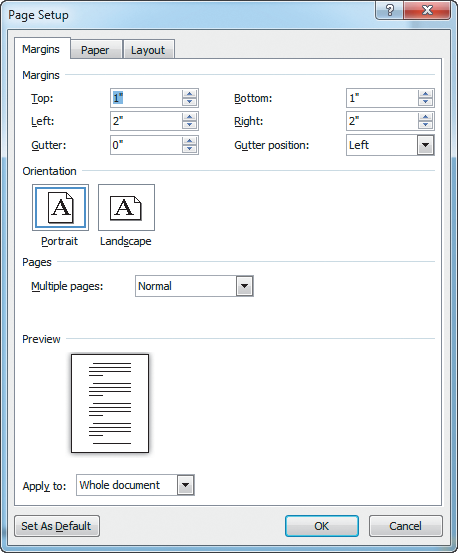 Page Setup
Margins Paper Layout
Margins
Top: 1" Bottom: 1"
Left: 2" Right: 2"
Gutter: 0" Gutter position: Left
Orientation
A A
Portrait Landscape
Pages
Multiple pages: Normal
Preview
Apply to: Whole document
Set As Default OK Cancel